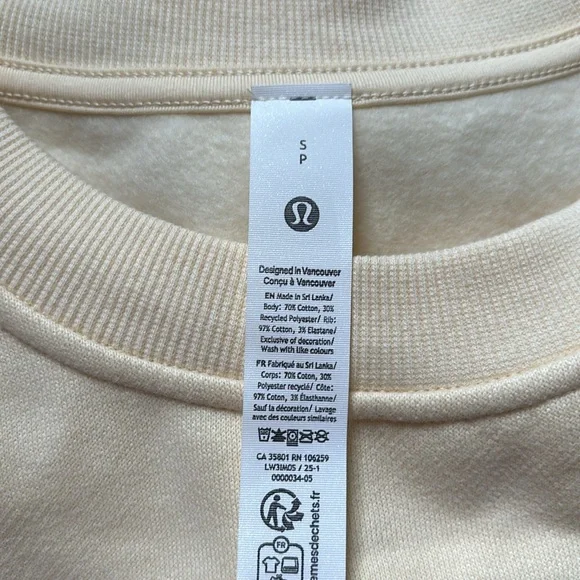 S
P
Designed in Vancouver
Conçu à Vancouver
EN Made in Sri Lanka/
Body: 70% Cotton, 30%
Recycled Polyester/ Rib:
97% Cotton, 3% Elastane/
Exclusive of decoration/
Wash with like colours
FR Fabriqué au Sri Lanka/
Corps: 70% Coton, 30%
Polyester recyclé/ Côte:
97% Coton, 3% Élasthanne/
Sauf la décoration/ Lavage
avec des couleurs similaires
CA 35801 RN 106259
LW3IM0S / 25-1
0000034-05
FR
emesdechets.fr